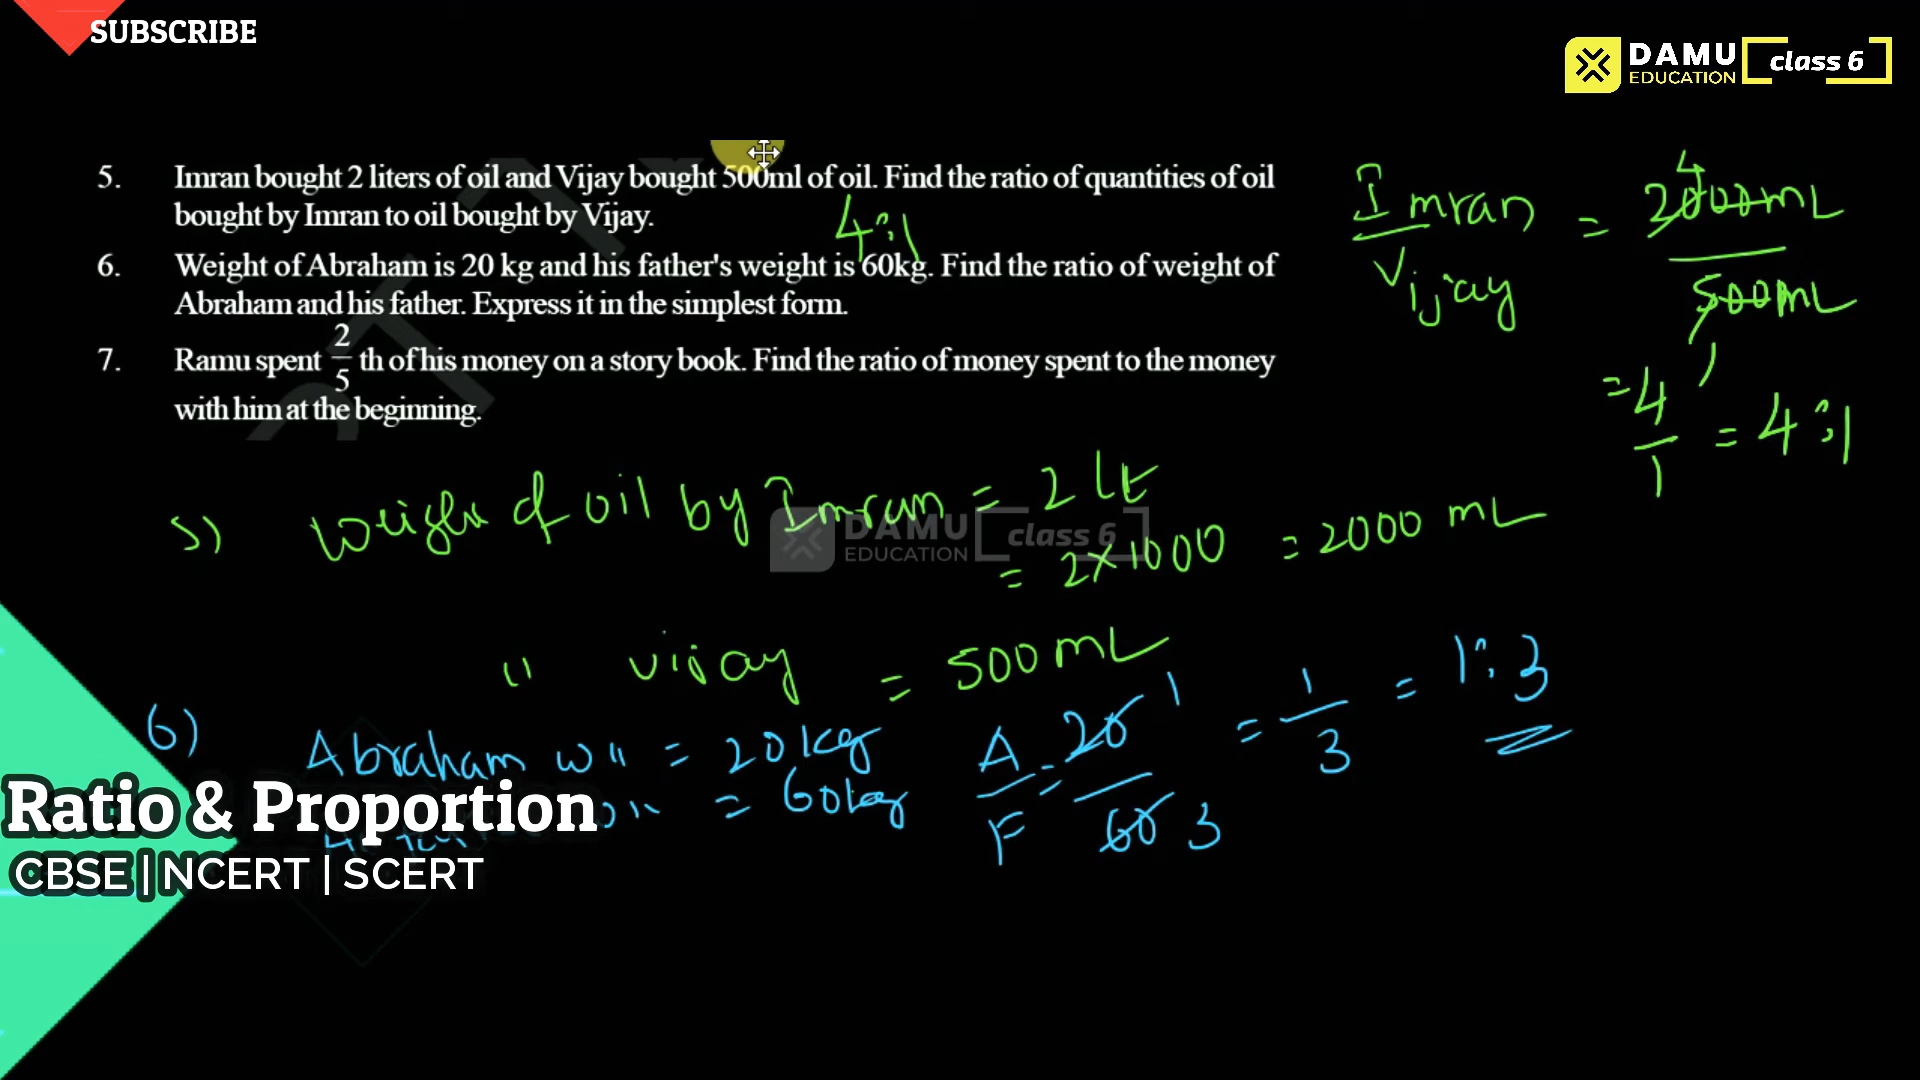 SUBSCRIBE
DAMU EDUCATION class 6
5. Imran bought 2 liters of oil and Vijay bought 500ml of oil. Find the ratio of quantities of oil
bought by Imran to oil bought by Vijay.
4:1
6. Weight of Abraham is 20 kg and his father's weight is 60kg. Find the ratio of weight of
Abraham and his father. Express it in the simplest form.
7. Ramu spent 2/5 th of his money on a story book. Find the ratio of money spent to the money
with him at the beginning.
Imran / Vijay = 2000mL / 500mL
4
1
= 4/1 = 4:1
5) Weight of oil by Imran = 2 Lt
= 2×1000 = 2000 mL
DAMU EDUCATION class 6
" Vijay = 500 mL
6) Abraham w" = 20kg
= 60kg
A/F = 20/60 = 1/3 = 1:3
1
3
Ratio & Proportion
CBSE | NCERT | SCERT